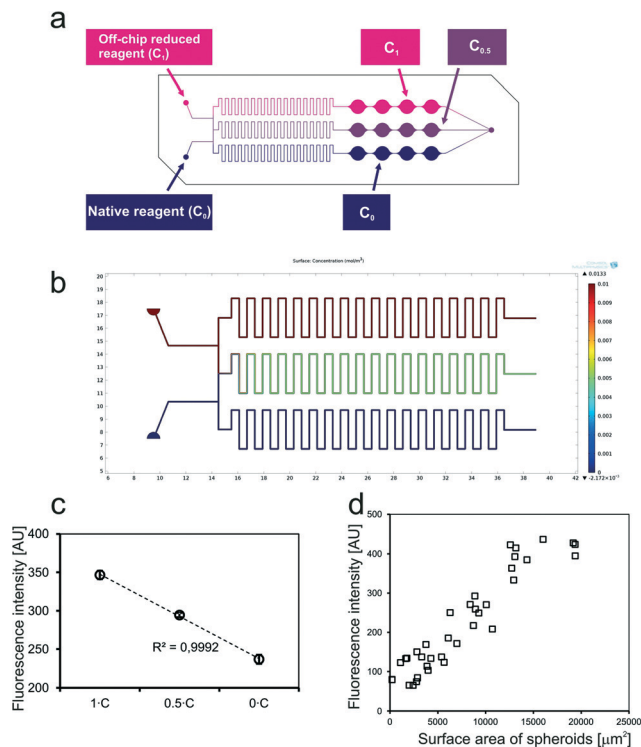 a
Off-chip reduced
reagent (C₁)
C₁
C₀.₅
Native reagent (C₀)
C₀
b
Surface: Concentration (mol/m³)
▲ 0.0133
20
19
18
17
16
15
14
13
12
11
10
9
8
7
6
5
6 8 10 12 14 16 18 20 22 24 26 28 30 32 34 36 38 40 42
0.01
0.009
0.008
0.007
0.006
0.005
0.004
0.003
0.002
0.001
0
c
Fluorescence intensity [AU]
400
350
300
250
200
R² = 0,9992
1·C 0.5·C 0·C
d
Fluorescence intensity [AU]
500
400
300
200
100
0
0 5000 10000 15000 20000 25000
Surface area of spheroids [µm²]